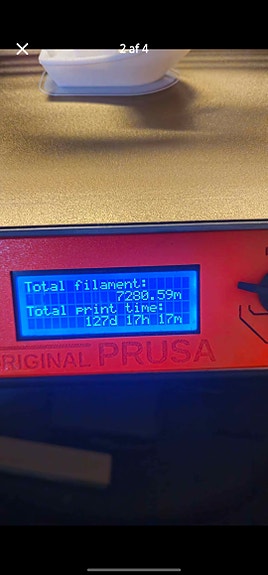 2 af 4
Total filament:
7280.59m
Total print time:
127d 17h 17m
ORIGINAL PRUSA